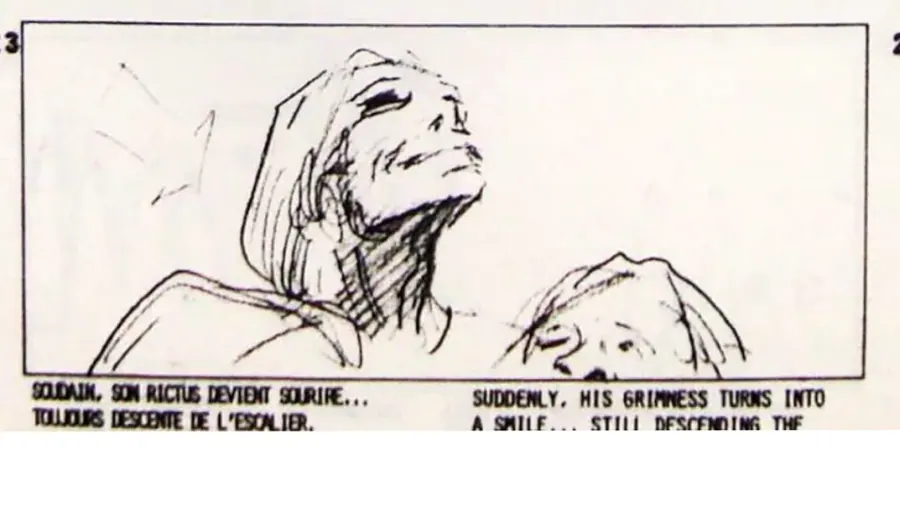 3
2
SOUDAIN, SON RICTUS DEVIENT SOURIRE...
TOUJOURS DESCENTE DE L'ESCALIER.
SUDDENLY, HIS GRIMNESS TURNS INTO
A SMILE... STILL DESCENDING THE